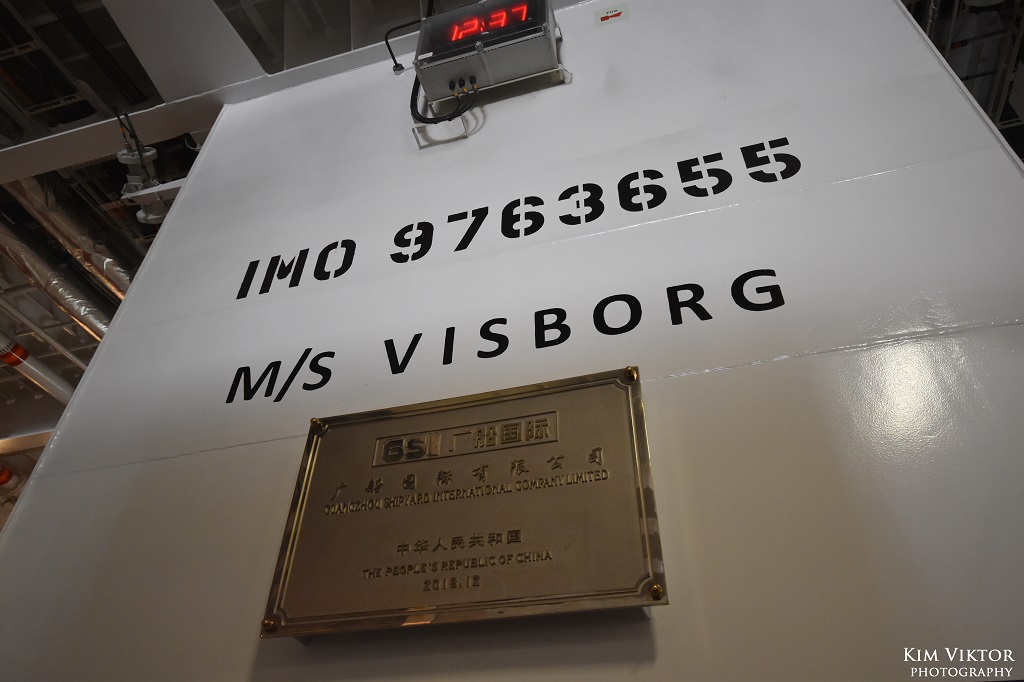 12:37
IMO 9763655
M/S VISBORG
GSI 广船国际
广船国际有限公司
GUANGZHOU SHIPYARD INTERNATIONAL COMPANY LIMITED
中华人民共和国
THE PEOPLE'S REPUBLIC OF CHINA
2018.12
KIM VIKTOR
PHOTOGRAPHY